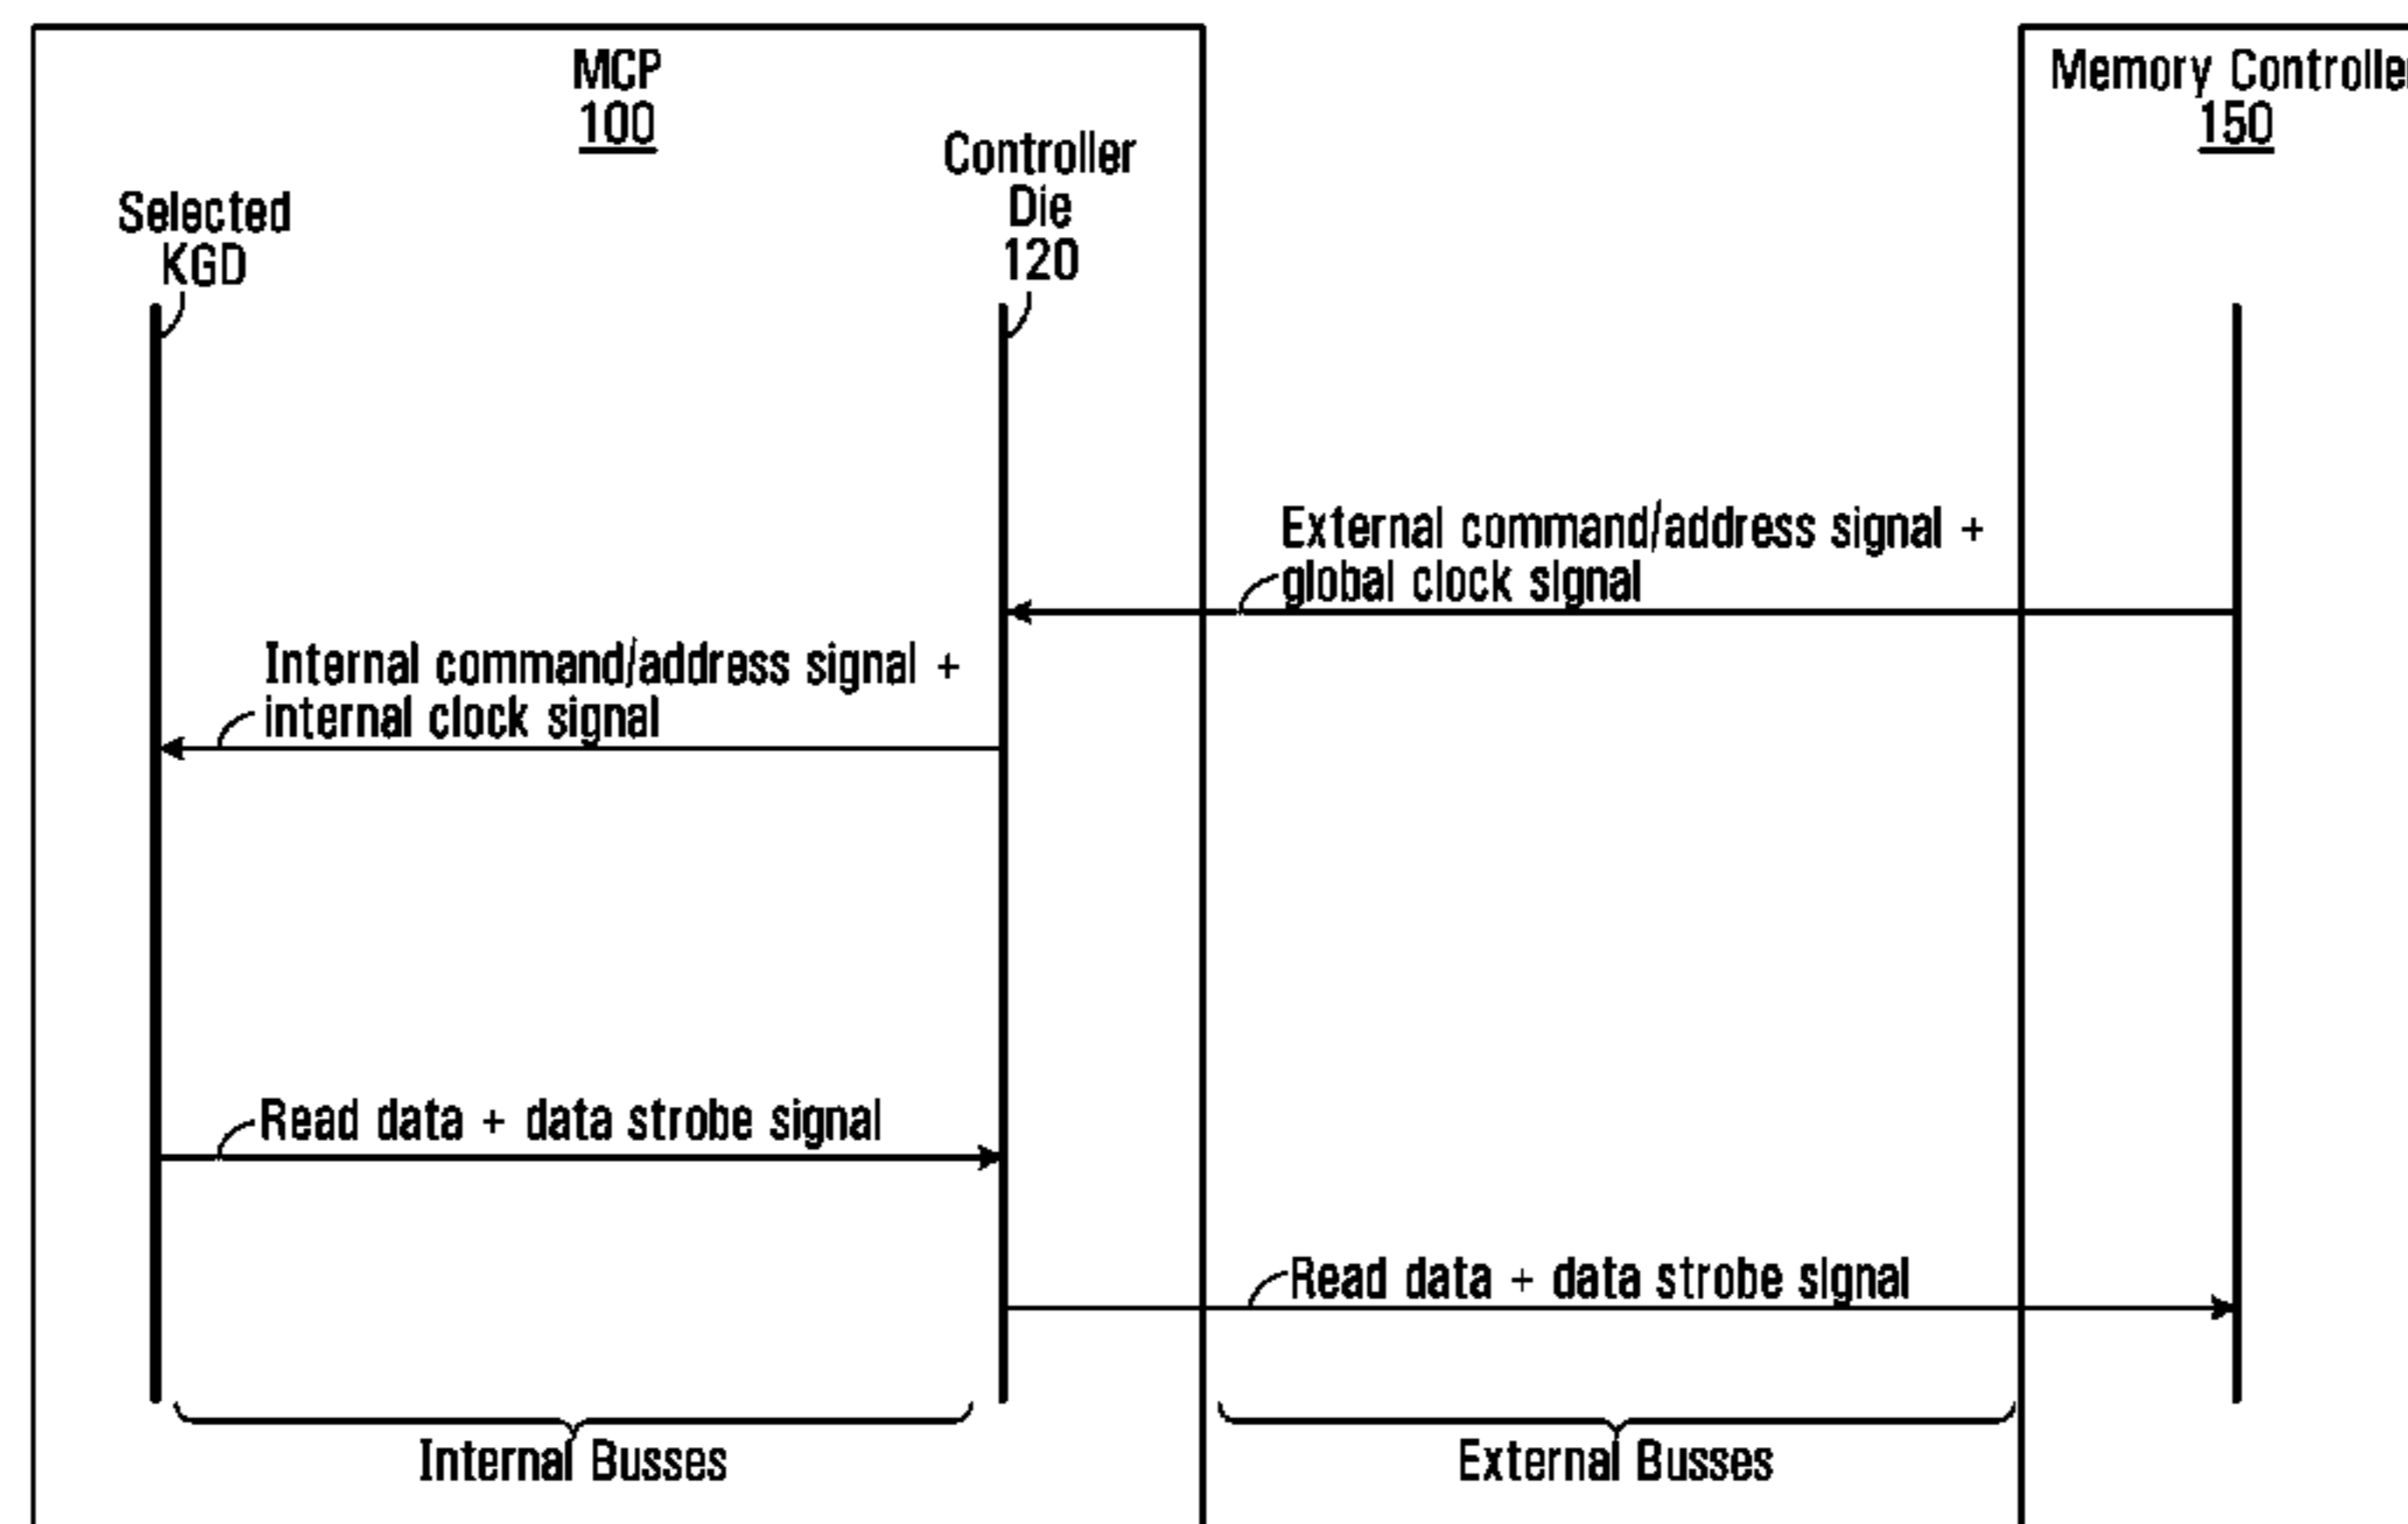 MCP
100
Memory Controller
150
Controller
Die
120
Selected
KGD
External command/address signal +
global clock signal
Internal command/address signal +
internal clock signal
Read data + data strobe signal
Read data + data strobe signal
Internal Busses
External Busses